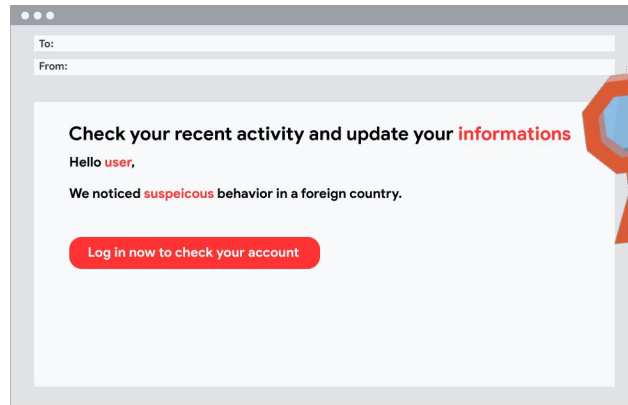 To:
From:
Check your recent activity and update your informations
Hello user,
We noticed suspeicous behavior in a foreign country.
Log in now to check your account